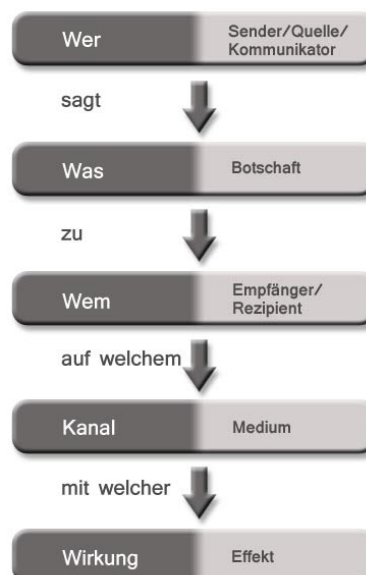 Wer
Sender/Quelle/
Kommunikator
sagt
Was
Botschaft
zu
Wem
Empfänger/
Rezipient
auf welchem
Kanal
Medium
mit welcher
Wirkung
Effekt